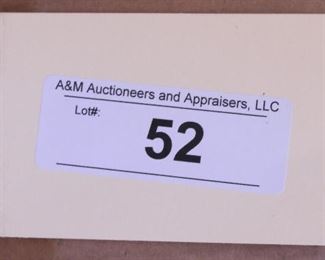 A&M Auctioneers and Appraisers, LLC
Lot#:
52